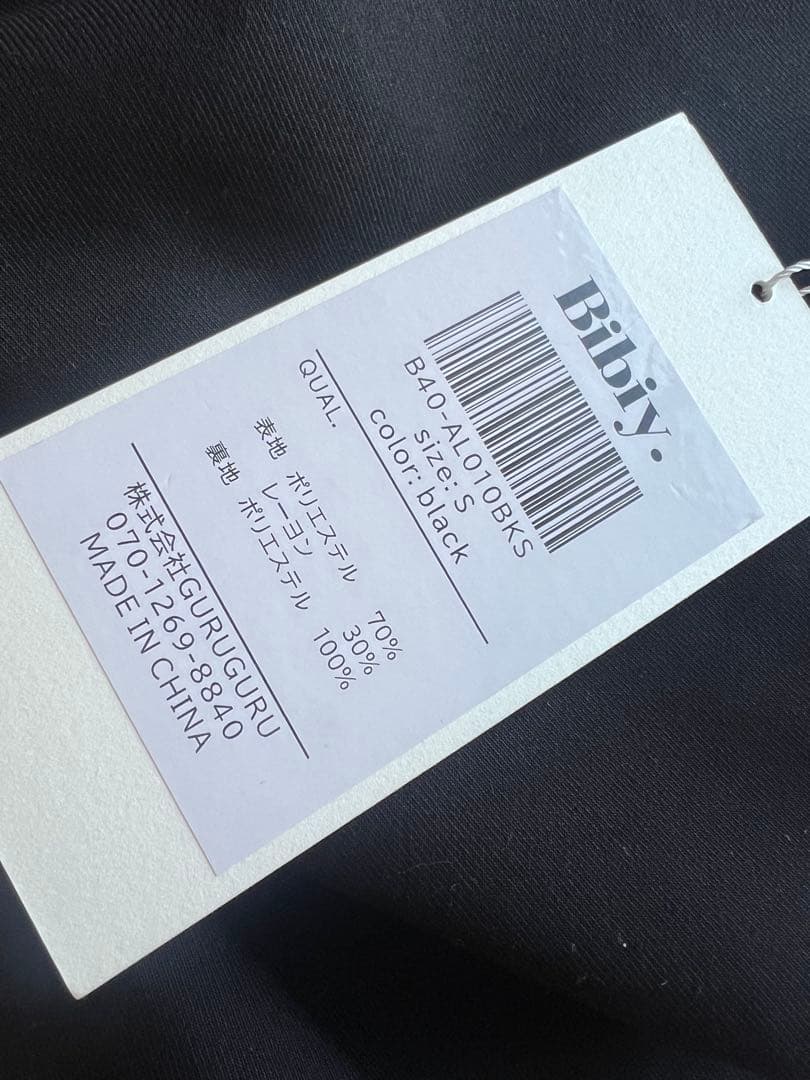 Bibiy.
B40-AL010BKS
size: S
color: black
QUAL.
表地 ポリエステル 70%
レーヨン 30%
裏地 ポリエステル 100%
株式会社GURUGURU
070-1269-8840
MADE IN CHINA